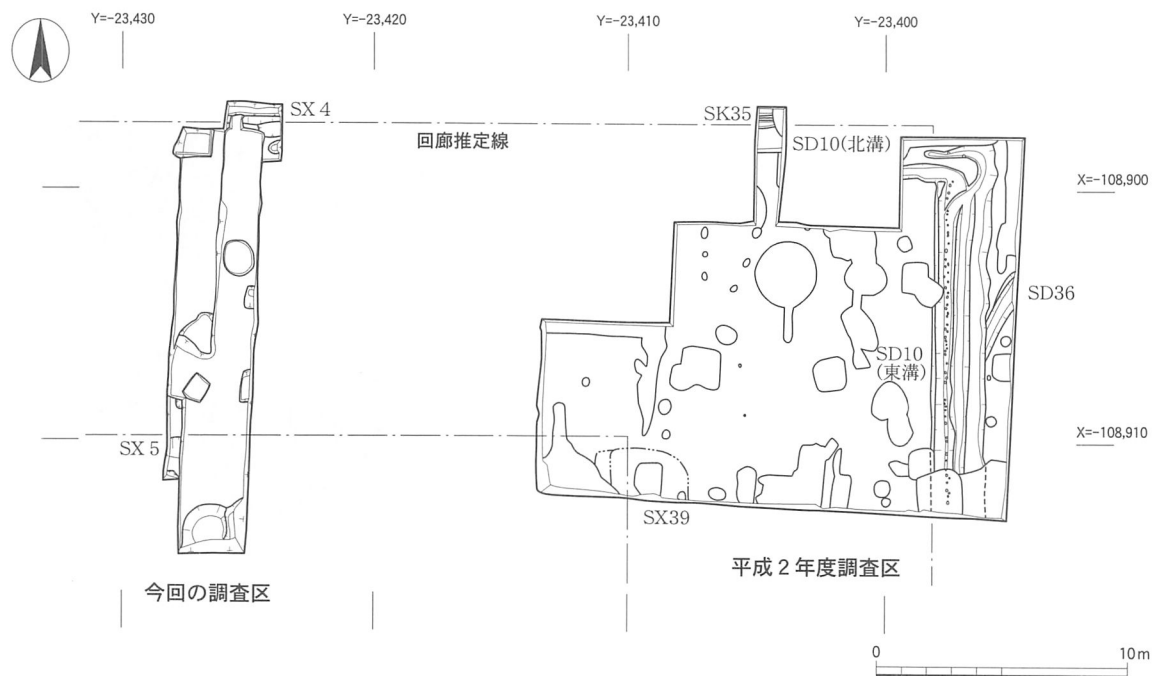 Y=-23,430
Y=-23,420
Y=-23,410
Y=-23,400
SX 4
回廊推定線
SK35
SD10(北溝)
X=-108,900
SD36
SD10
(東溝)
SX 5
X=-108,910
SX39
平成2年度調査区
今回の調査区
0
10m